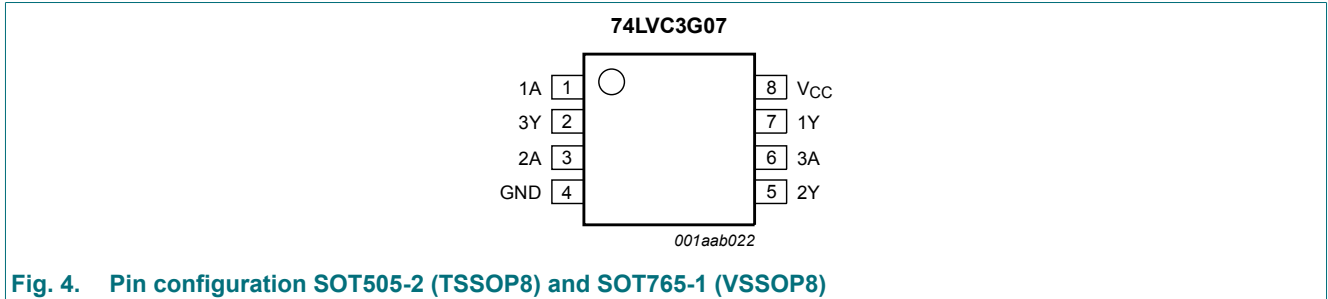 74LVC3G07
1A 1 8 VCC
3Y 2 7 1Y
2A 3 6 3A
GND 4 5 2Y
001aab022
Fig. 4. Pin configuration SOT505-2 (TSSOP8) and SOT765-1 (VSSOP8)